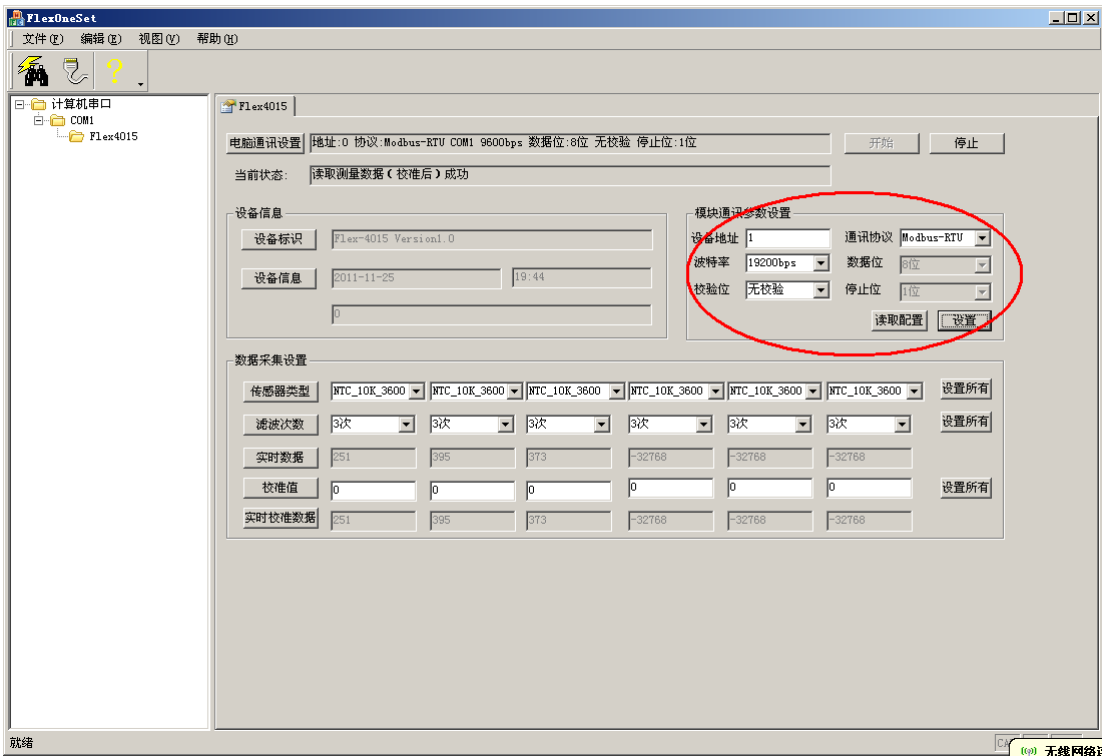 FlexOneSet
文件(F) 编辑(E) 视图(V) 帮助(H)
计算机串口
COM1
Flex4015
Flex4015
电脑通讯设置 地址:0 协议:Modbus-RTU COM1 9600bps 数据位:8位 无校验 停止位:1位 开始 停止
当前状态: 读取测量数据(校准后)成功
设备信息
设备标识 Flex-4015 Version1.0
设备信息 2011-11-25 19:44
0
模块通讯参数设置
设备地址 1 通讯协议 Modbus-RTU
波特率 19200bps 数据位 8位
校验位 无校验 停止位 1位
读取配置 设置
数据采集设置
传感器类型 NTC_10K_3600 NTC_10K_3600 NTC_10K_3600 NTC_10K_3600 NTC_10K_3600 NTC_10K_3600 设置所有
滤波次数 3次 3次 3次 3次 3次 3次 设置所有
实时数据 251 395 373 -32768 -32768 -32768
校准值 0 0 0 0 0 0 设置所有
实时校准数据 251 395 373 -32768 -32768 -32768
就绪
无线网络